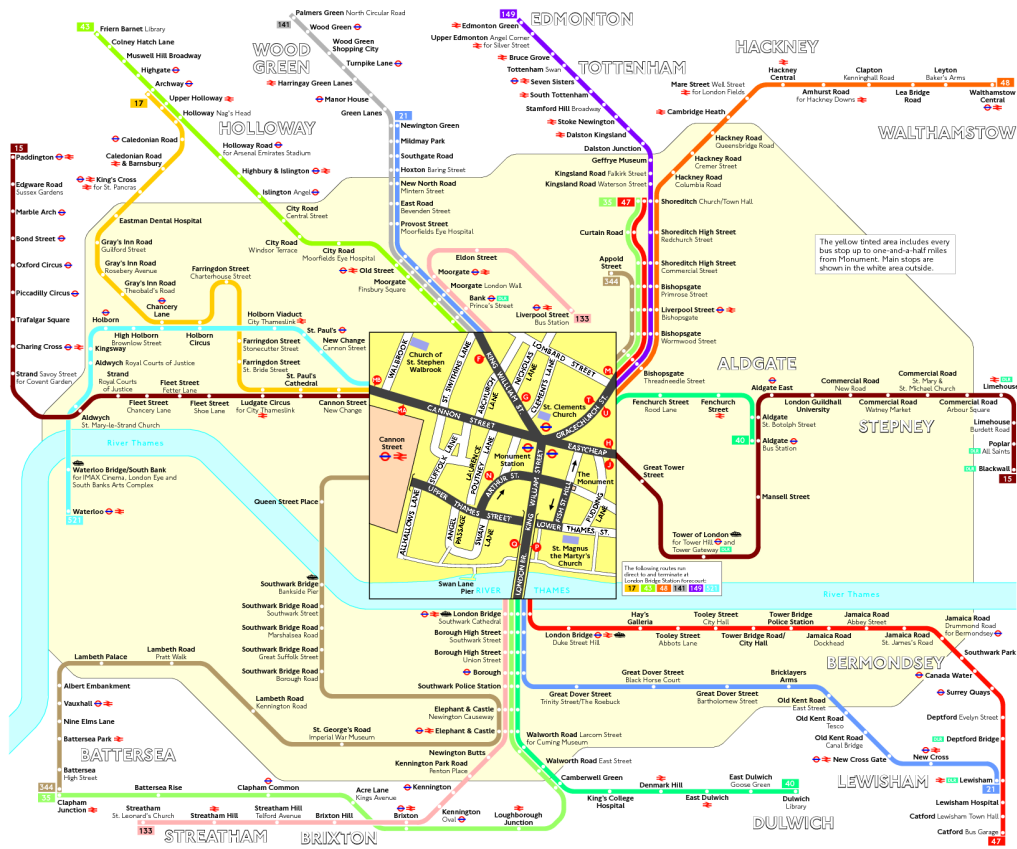 43
Friern Barnet Library
Colney Hatch Lane
Muswell Hill Broadway
Highgate
Archway
17
Upper Holloway
Holloway Nag's Head
HOLLOWAY
Caledonian Road
Caledonian Road
& Barnsbury
King's Cross
for St. Pancras
Holloway Road
for Arsenal Emirates Stadium
Highbury & Islington
Islington Angel
City Road
Central Street
City Road
Windsor Terrace
City Road
Moorfields Eye Hospital
Old Street
Moorgate
Finsbury Square
141
Palmers Green North Circular Road
Wood Green
WOOD
GREEN
Wood Green
Shopping City
Turnpike Lane
Harringay Green Lanes
Manor House
Green Lanes
21
Newington Green
Mildmay Park
Southgate Road
Hoxton Baring Street
New North Road
Mintern Street
East Road
Bevenden Street
Provost Street
Moorfields Eye Hospital
Eldon Street
Moorgate
Moorgate London Wall
Bank DLR
Prince's Street
Liverpool Street
Bus Station
133
149
EDMONTON
Edmonton Green
Upper Edmonton Angel Corner
for Silver Street
Bruce Grove
TOTTENHAM
Tottenham Swan
Seven Sisters
South Tottenham
Stamford Hill Broadway
Stoke Newington
Dalston Kingsland
Dalston Junction
Geffrye Museum
Kingsland Road Falkirk Street
Kingsland Road Waterson Street
35
47
Shoreditch Church/Town Hall
Curtain Road
Shoreditch High Street
Redchurch Street
Appold
Street
344
Shoreditch High Street
Commercial Street
Bishopsgate
Primrose Street
Liverpool Street
Bishopsgate
Bishopsgate
Wormwood Street
Bishopsgate
Threadneedle Street
HACKNEY
Hackney
Central
Mare Street Well Street
for London Fields
Cambridge Heath
Hackney Road
Queensbridge Road
Hackney Road
Cremer Street
Hackney Road
Columbia Road
Amhurst Road
for Hackney Downs
Clapton
Kenninghall Road
Lea Bridge
Road
Leyton
Baker's Arms
48
Walthamstow
Central
WALTHAMSTOW
The yellow tinted area includes every
bus stop up to one-and-a-half miles
from Monument. Main stops are
shown in the white area outside.
15
Paddington
Edgware Road
Sussex Gardens
Marble Arch
Bond Street
Oxford Circus
Piccadilly Circus
Trafalgar Square
Charing Cross
Strand Savoy Street
for Covent Garden
Eastman Dental Hospital
Gray's Inn Road
Guilford Street
Gray's Inn Road
Rosebery Avenue
Gray's Inn Road
Theobald's Road
Farringdon Street
Charterhouse Street
Chancery
Lane
Holborn
High Holborn
Brownlow Street
Holborn
Circus
Holborn Viaduct
City Thameslink
St. Paul's
New Change
Cannon Street
Kingsway
Aldwych Royal Courts of Justice
Farringdon Street
Stonecutter Street
Farringdon Street
St. Bride Street
St. Paul's
Cathedral
Strand
Royal Courts
of Justice
Fleet Street
Chancery Lane
Fleet Street
Fetter Lane
Fleet Street
Shoe Lane
Ludgate Circus
for City Thameslink
Cannon Street
New Change
Aldwych
St. Mary-le-Strand Church
River Thames
Waterloo Bridge/South Bank
for IMAX Cinema, London Eye and
South Banks Arts Complex
Waterloo
521
WALBROOK
Church of
St. Stephen
Walbrook
ST. SWITHINS LANE
ABCHURCH LANE
KING WILLIAM ST.
NICHOLAS LANE
CLEMENTS LANE
LOMBARD STREET
GRACECHURCH ST.
St. Clements
Church
CANNON STREET
EASTCHEAP
Cannon
Street
Monument
Station
The
Monument
SUFFOLK LANE
LAURENCE POUTNEY LANE
ARTHUR ST.
KING WILLIAM STREET
FISH ST. HILL
PUDDING LANE
UPPER THAMES STREET
LOWER THAMES ST.
ALLHALLOWS LANE
ANGEL PASSAGE
SWAN LANE
St. Magnus
the Martyr's
Church
LONDON BR.
Swan Lane
Pier
RIVER THAMES
F
G
M
T
U
H
J
N
Q
P
MA
ALDGATE
Fenchurch Street
Rood Lane
Fenchurch
Street
40
Aldgate East
Aldgate
St. Botolph Street
Aldgate
Bus Station
London Guildhall
University
Commercial Road
New Road
Commercial Road
Watney Market
STEPNEY
Commercial Road
St. Mary &
St. Michael Church
Commercial Road
Arbour Square
DLR
Limehouse
Limehouse
Burdett Road
Poplar
DLR All Saints
DLR Blackwall
15
Great Tower
Street
Mansell Street
Tower of London
for Tower Hill and
Tower Gateway DLR
The following routes run
direct to and terminate at
London Bridge Station forecourt:
17 43 48 141 149 521
River Thames
Queen Street Place
Southwark Bridge
Bankside Pier
Southwark Bridge Road
Southwark Street
Southwark Bridge Road
Marshalsea Road
Southwark Bridge Road
Great Suffolk Street
Southwark Bridge Road
Borough Road
Lambeth Palace
Lambeth Road
Pratt Walk
Lambeth Road
Kennington Road
St. George's Road
Imperial War Museum
Albert Embankment
Vauxhall
Nine Elms Lane
Battersea Park
BATTERSEA
Battersea
High Street
344
35
Clapham
Junction
Battersea Rise
Clapham Common
Acre Lane
Kings Avenue
Streatham
St. Leonard's Church
133
Streatham Hill
STREATHAM
Streatham Hill
Telford Avenue
Brixton Hill
BRIXTON
Brixton
London Bridge
Southwark Cathedral
Borough High Street
Southwark Street
Borough High Street
Union Street
Borough
Southwark Police Station
Elephant & Castle
Newington Causeway
Elephant & Castle
Newington Butts
Kennington Park Road
Penton Place
Kennington
Kennington
Oval
Loughborough
Junction
Walworth Road Larcom Street
for Cuming Museum
Walworth Road East Street
Camberwell Green
King's College
Hospital
Denmark Hill
East Dulwich
East Dulwich
Goose Green
40
Dulwich
Library
DULWICH
London Bridge
Duke Street Hill
Hay's
Galleria
Tooley Street
Abbots Lane
Tooley Street
City Hall
Tower Bridge Road/
City Hall
Tower Bridge
Police Station
Jamaica Road
Dockhead
Jamaica Road
Abbey Street
Jamaica Road
St. James's Road
Jamaica Road
Drummond Road
for Bermondsey
BERMONDSEY
Southwark Park
Canada Water
Surrey Quays
Deptford Evelyn Street
DLR Deptford Bridge
New Cross
DLR Lewisham
21
Lewisham Hospital
Catford Lewisham Town Hall
Catford Bus Garage
47
Great Dover Street
Trinity Street/The Roebuck
Great Dover Street
Black Horse Court
Great Dover Street
Bartholomew Street
Bricklayers
Arms
Old Kent Road
East Street
Old Kent Road
Tesco
Old Kent Road
Canal Bridge
New Cross Gate
LEWISHAM